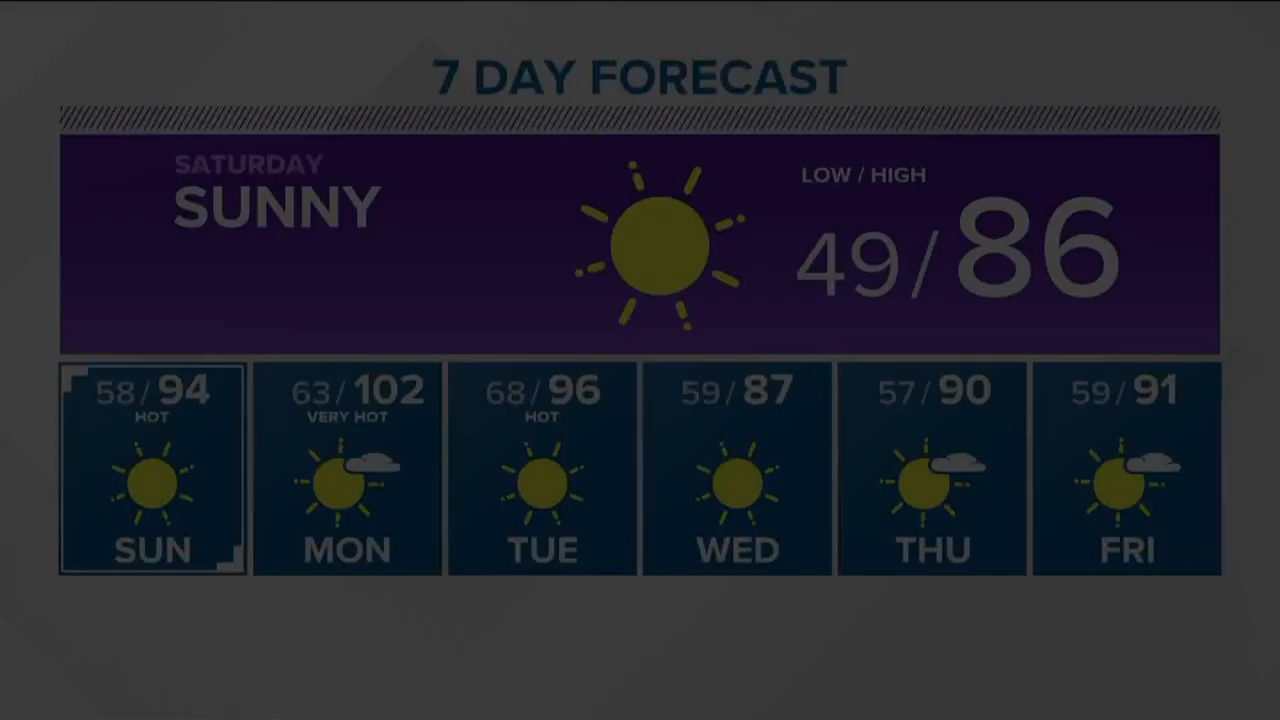 7 DAY FORECAST
SATURDAY
SUNNY
LOW / HIGH
49/86
58/94
HOT
SUN
63/102
VERY HOT
MON
68/96
HOT
TUE
59/87
WED
57/90
THU
59/91
FRI